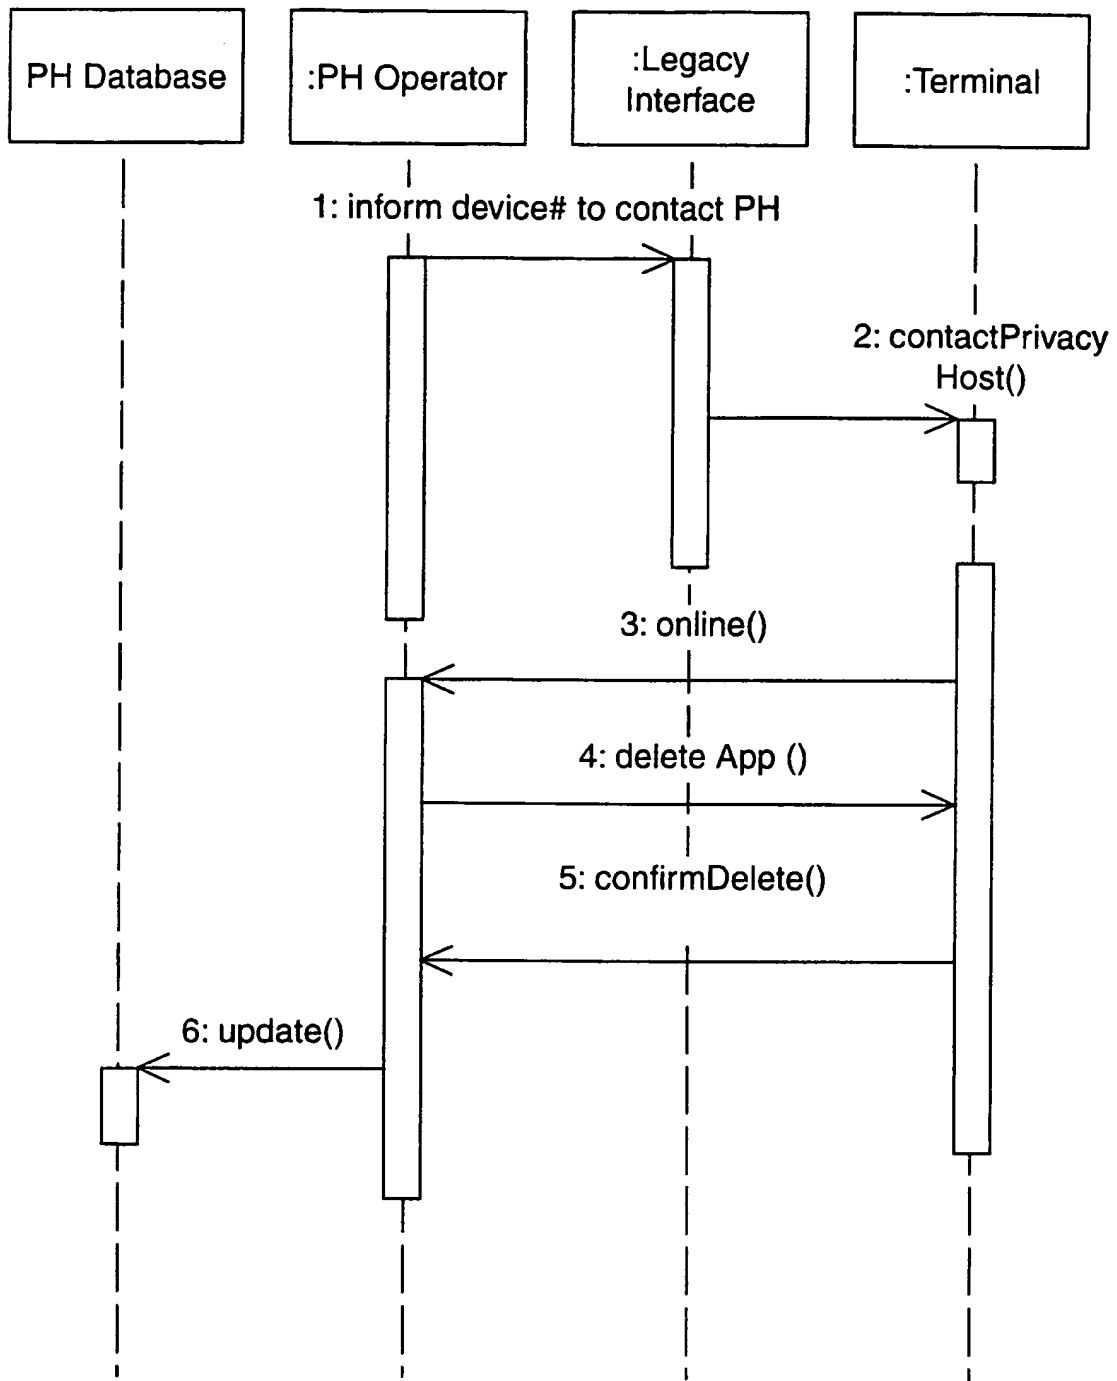 PH Database
:PH Operator
:Legacy
Interface
:Terminal
1: inform device# to contact PH
2: contactPrivacy
Host()
3: online()
4: delete App ()
5: confirmDelete()
6: update()